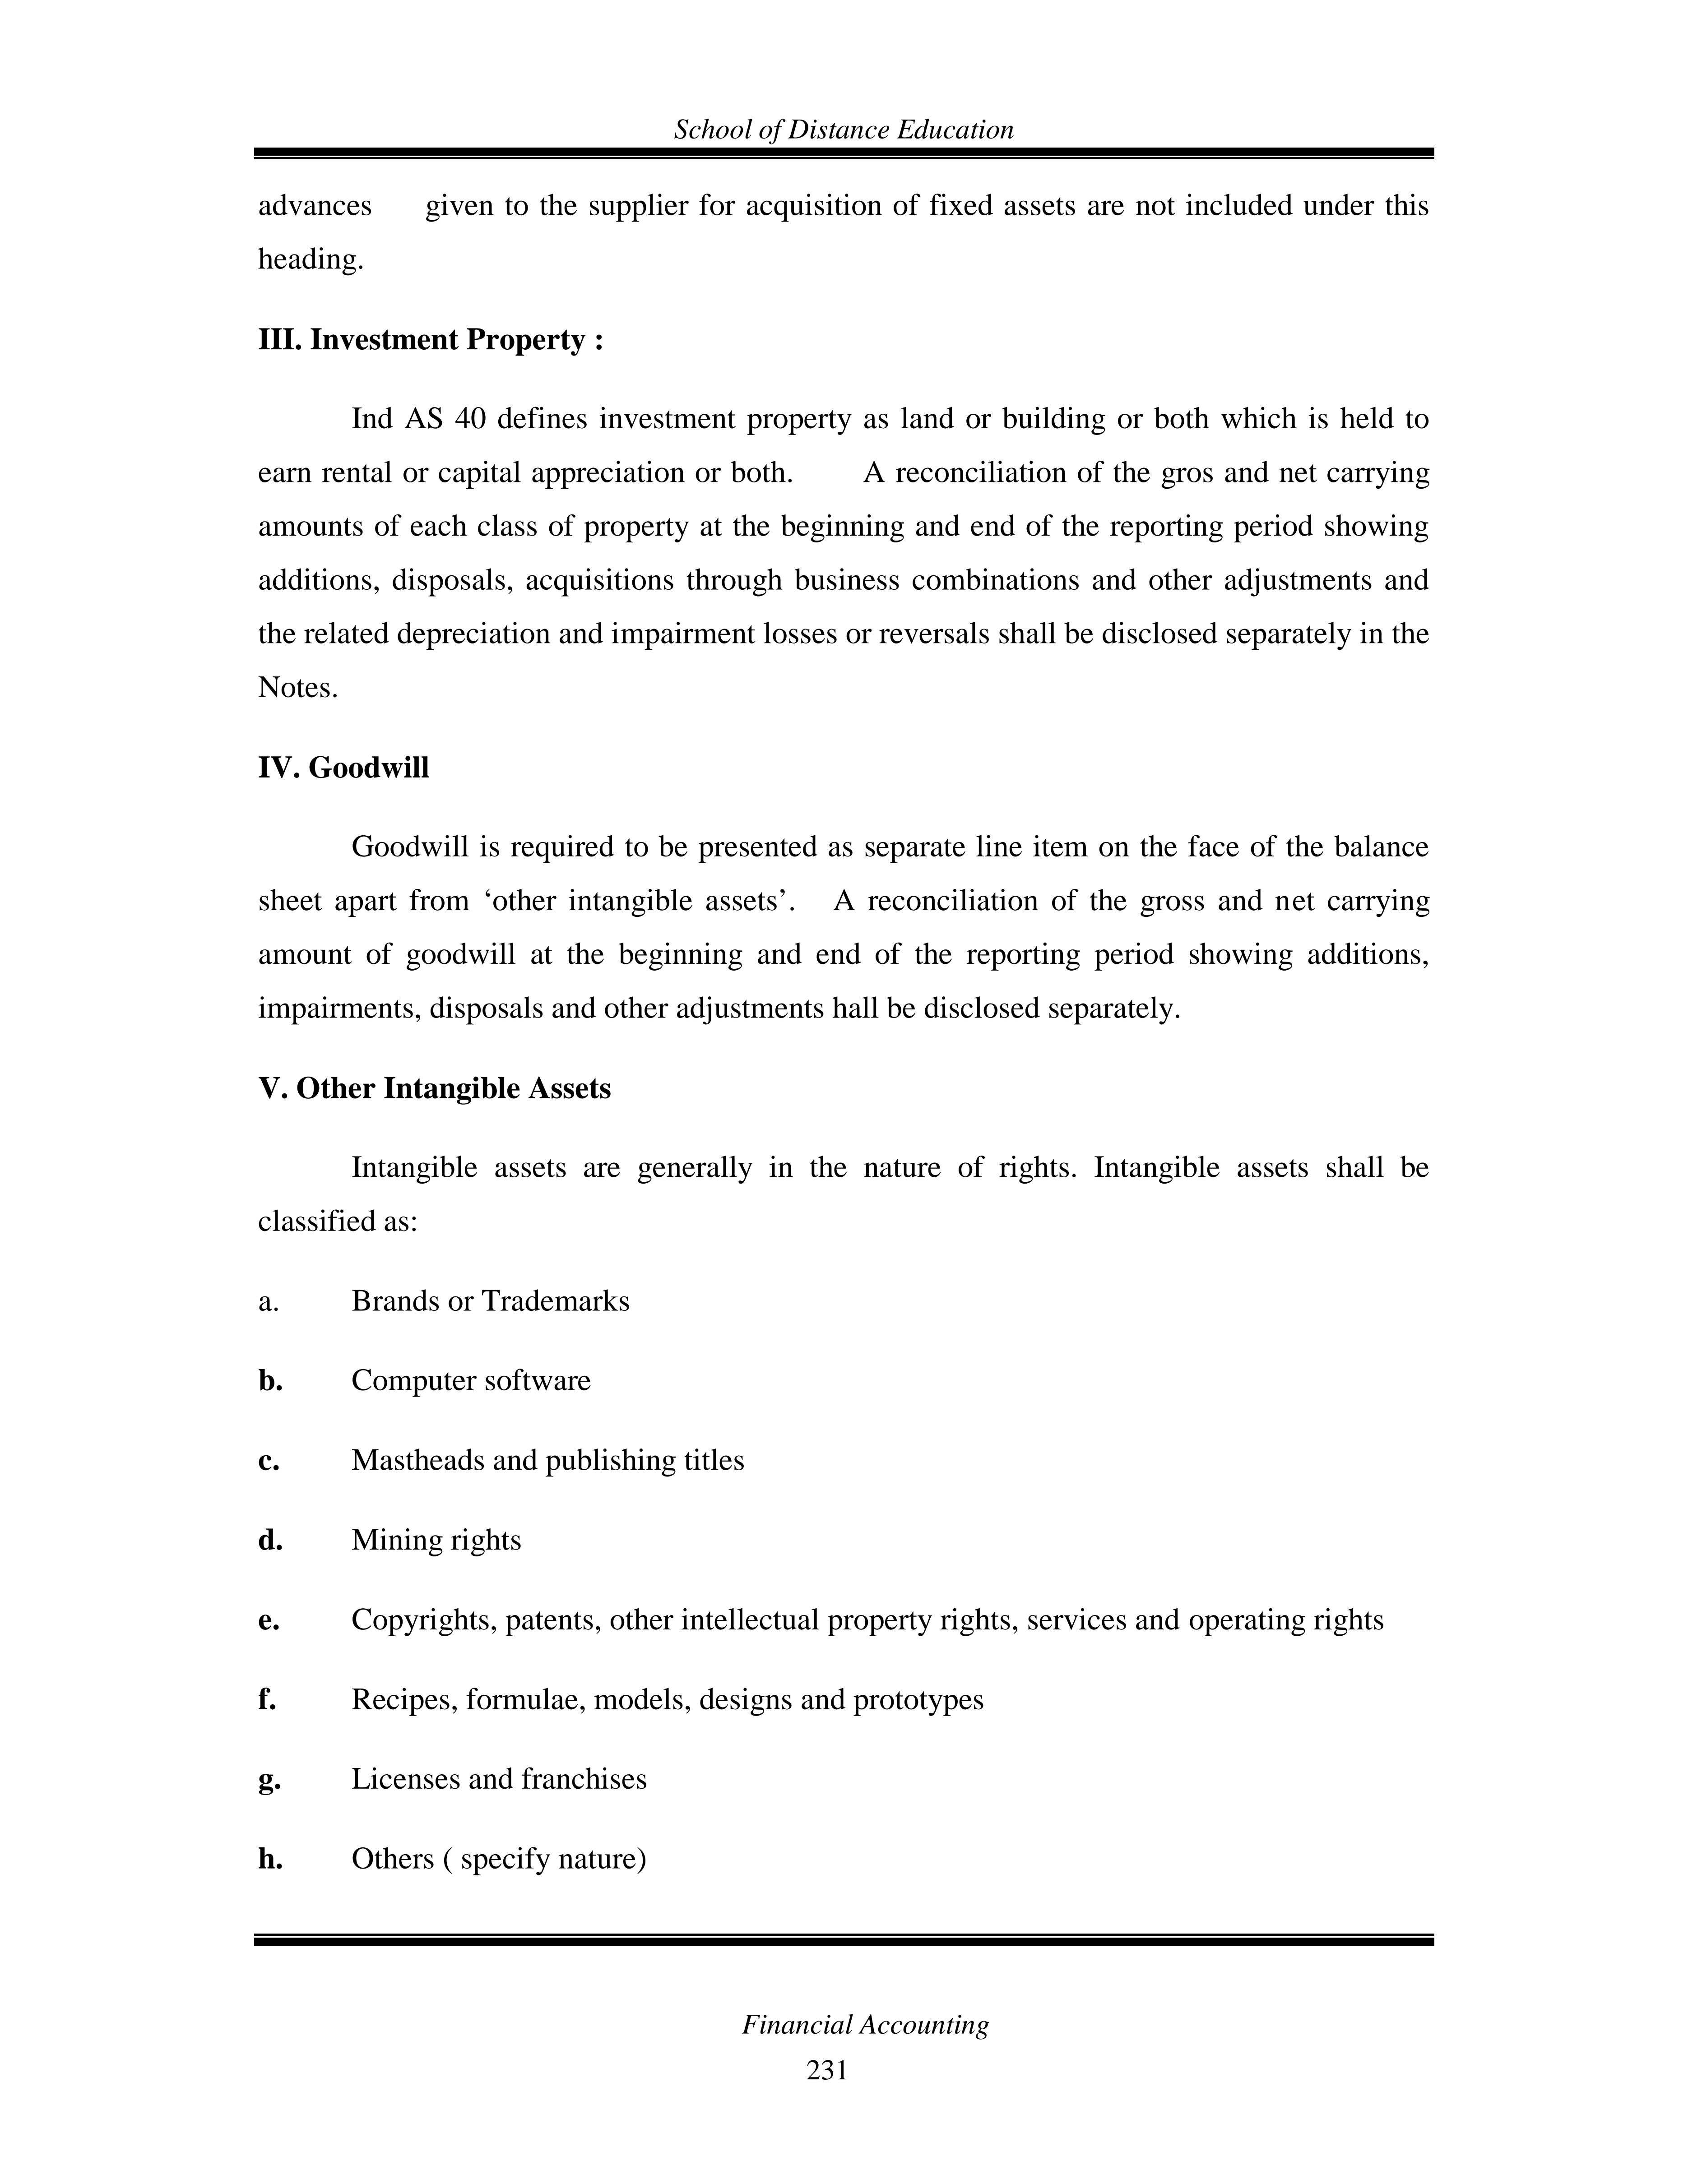 School of Distance Education
advances given to the supplier for acquisition of fixed assets are not included under this
heading.
III. Investment Property :
Ind AS 40 defines investment property as land or building or both which is held to
earn rental or capital appreciation or both. A reconciliation of the gros and net carrying
amounts of each class of property at the beginning and end of the reporting period showing
additions, disposals, acquisitions through business combinations and other adjustments and
the related depreciation and impairment losses or reversals shall be disclosed separately in the
Notes.
IV. Goodwill
Goodwill is required to be presented as separate line item on the face of the balance
sheet apart from ‘other intangible assets’. A reconciliation of the gross and net carrying
amount of goodwill at the beginning and end of the reporting period showing additions,
impairments, disposals and other adjustments hall be disclosed separately.
V. Other Intangible Assets
Intangible assets are generally in the nature of rights. Intangible assets shall be
classified as:
a. Brands or Trademarks
b. Computer software
c. Mastheads and publishing titles
d. Mining rights
e. Copyrights, patents, other intellectual property rights, services and operating rights
f. Recipes, formulae, models, designs and prototypes
g. Licenses and franchises
h. Others ( specify nature)
Financial Accounting
231